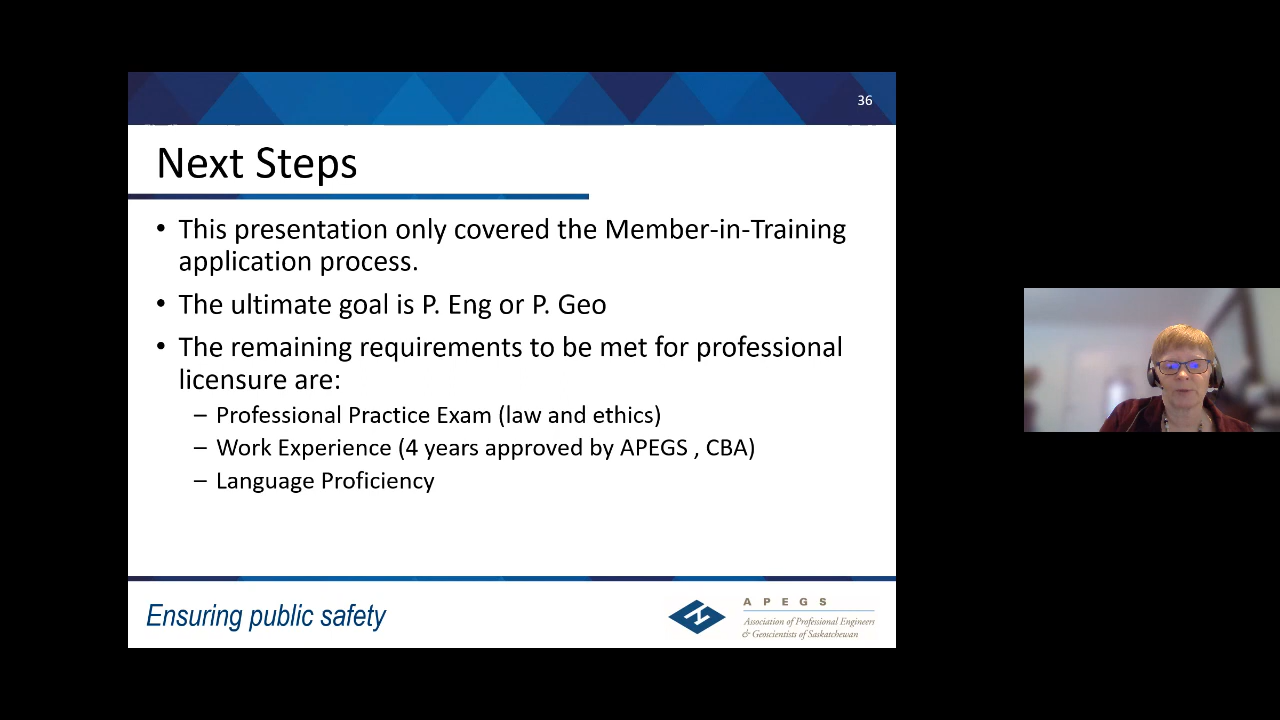 36
Next Steps
• This presentation only covered the Member-in-Training
application process.
• The ultimate goal is P. Eng or P. Geo
• The remaining requirements to be met for professional
licensure are:
– Professional Practice Exam (law and ethics)
– Work Experience (4 years approved by APEGS , CBA)
– Language Proficiency
Ensuring public safety
A P E G S
Association of Professional Engineers
& Geoscientists of Saskatchewan